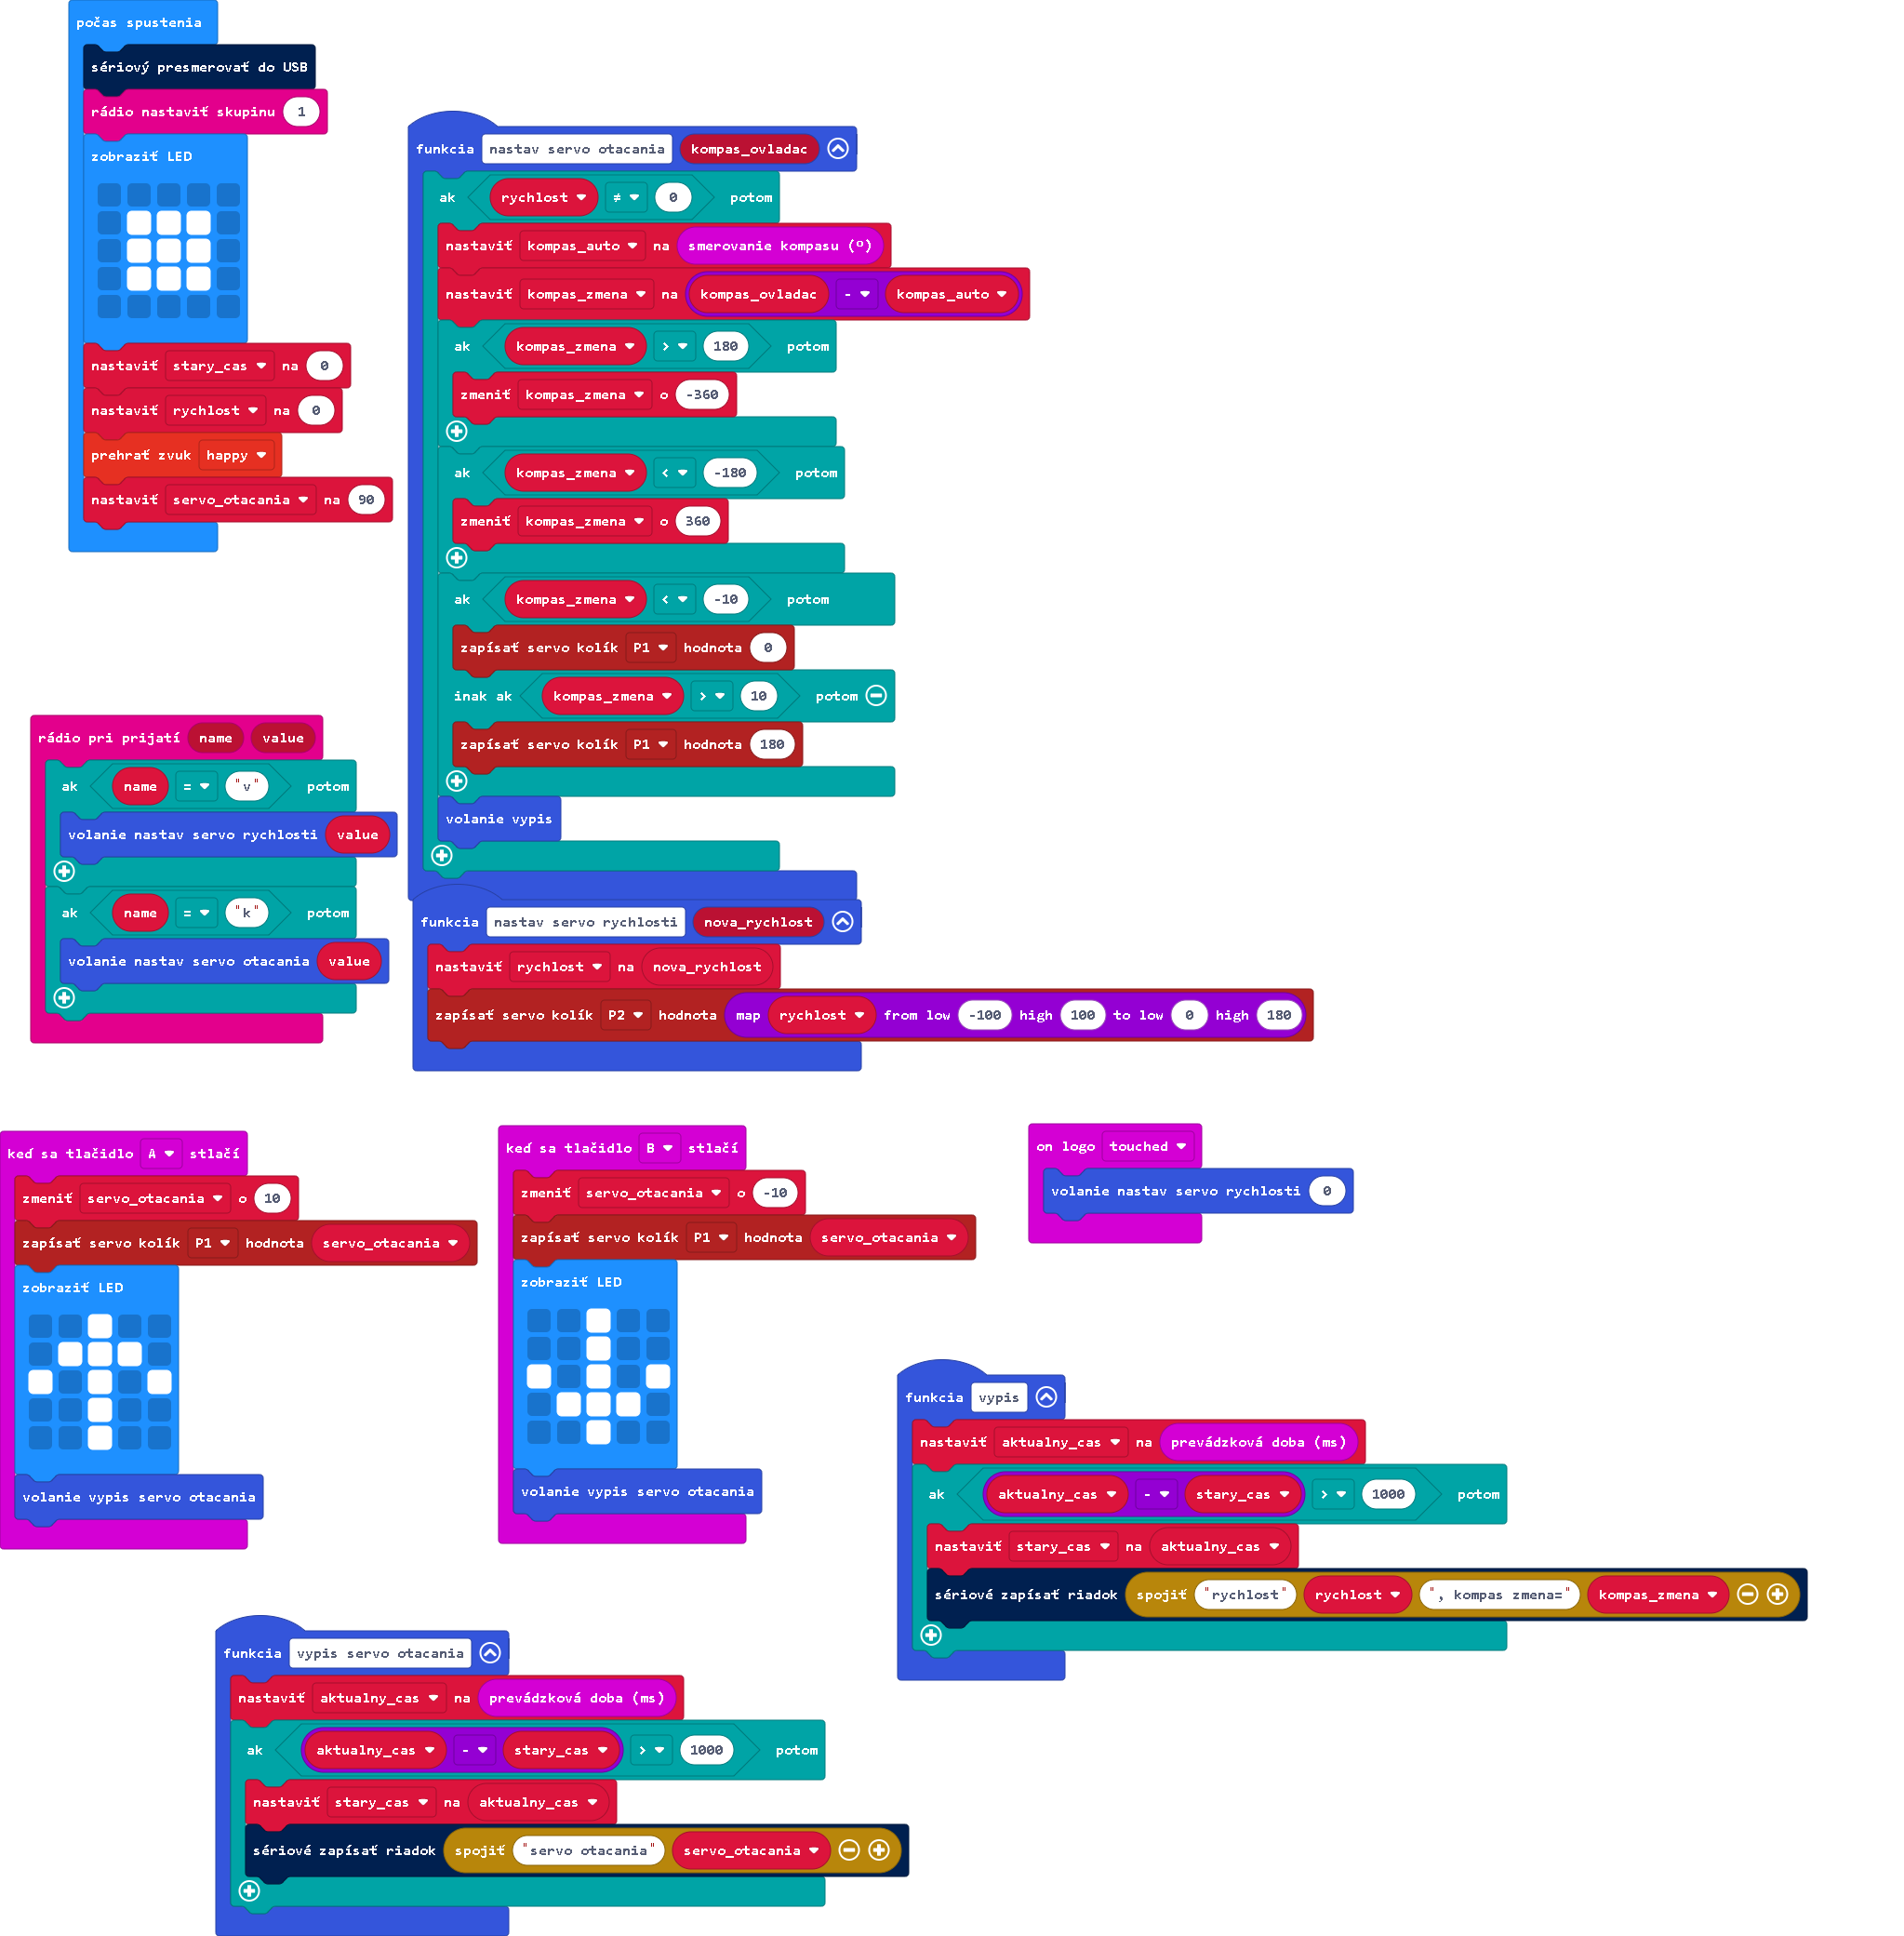 počas spustenia
sériový presmerovať do USB
rádio nastaviť skupinu 1
zobraziť LED
nastaviť stary_cas na 0
nastaviť rychlost na 0
prehrať zvuk happy
nastaviť servo_otacania na 90
funkcia nastav servo otacania kompas_ovladac
ak rychlost ≠ 0 potom
nastaviť kompas_auto na smerovanie kompasu (º)
nastaviť kompas_zmena na kompas_ovladac - kompas_auto
ak kompas_zmena > 180 potom
zmeniť kompas_zmena o -360
ak kompas_zmena < -180 potom
zmeniť kompas_zmena o 360
ak kompas_zmena < -10 potom
zapísať servo kolík P1 hodnota 0
inak ak kompas_zmena > 10 potom
zapísať servo kolík P1 hodnota 180
volanie vypis
rádio pri prijatí name value
ak name = "v" potom
volanie nastav servo rychlosti value
ak name = "k" potom
volanie nastav servo otacania value
funkcia nastav servo rychlosti nova_rychlost
nastaviť rychlost na nova_rychlost
zapísať servo kolík P2 hodnota map rychlost from low -100 high 100 to low 0 high 180
keď sa tlačidlo A stlačí
zmeniť servo_otacania o 10
zapísať servo kolík P1 hodnota servo_otacania
zobraziť LED
volanie vypis servo otacania
keď sa tlačidlo B stlačí
zmeniť servo_otacania o -10
zapísať servo kolík P1 hodnota servo_otacania
zobraziť LED
volanie vypis servo otacania
on logo touched
volanie nastav servo rychlosti 0
funkcia vypis
nastaviť aktualny_cas na prevádzková doba (ms)
ak aktualny_cas - stary_cas > 1000 potom
nastaviť stary_cas na aktualny_cas
sériové zapísať riadok spojiť "rychlost" rychlost ", kompas zmena=" kompas_zmena
funkcia vypis servo otacania
nastaviť aktualny_cas na prevádzková doba (ms)
ak aktualny_cas - stary_cas > 1000 potom
nastaviť stary_cas na aktualny_cas
sériové zapísať riadok spojiť "servo otacania" servo_otacania